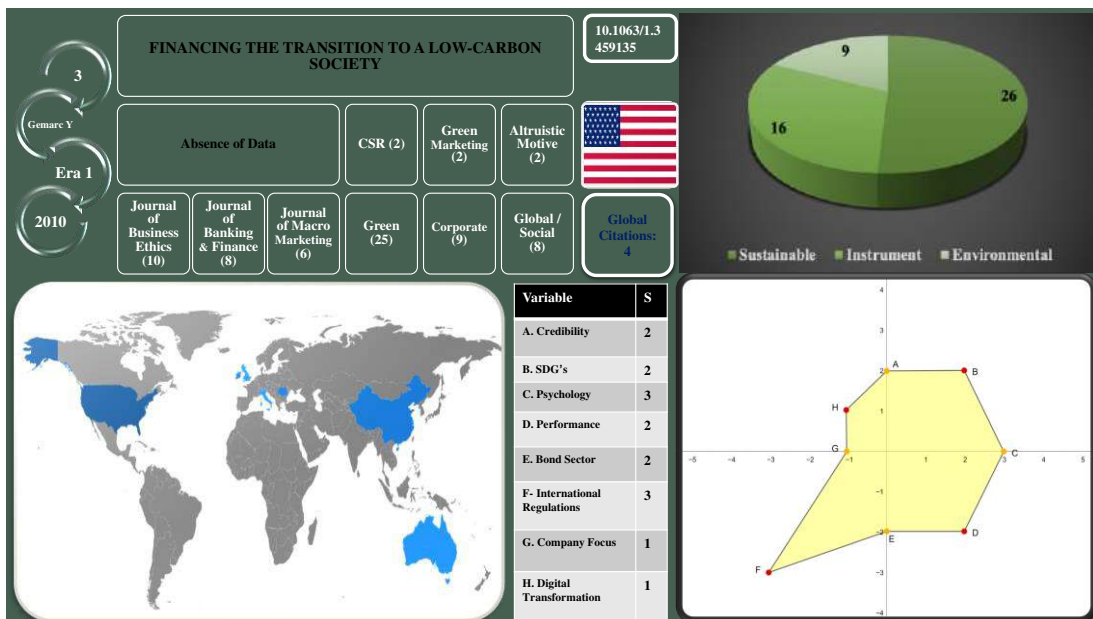 3
Gemarc Y
Era 1
2010
FINANCING THE TRANSITION TO A LOW-CARBON
SOCIETY
10.1063/1.3
459135
Absence of Data
CSR (2)
Green
Marketing
(2)
Altruistic
Motive
(2)
Journal
of
Business
Ethics
(10)
Journal
of
Banking
& Finance
(8)
Journal
of Macro
Marketing
(6)
Green
(25)
Corporate
(9)
Global /
Social
(8)
Global
Citations:
4
9
26
16
Sustainable Instrument Environmental
Variable S
A. Credibility 2
B. SDG's 2
C. Psychology 3
D. Performance 2
E. Bond Sector 2
F- International
Regulations 3
G. Company Focus 1
H. Digital
Transformation 1
4
3
2 A B
H 1
-5 -4 -3 -2 G -1 1 2 3 C 4 5
-1
-2 E D
F -3
-4